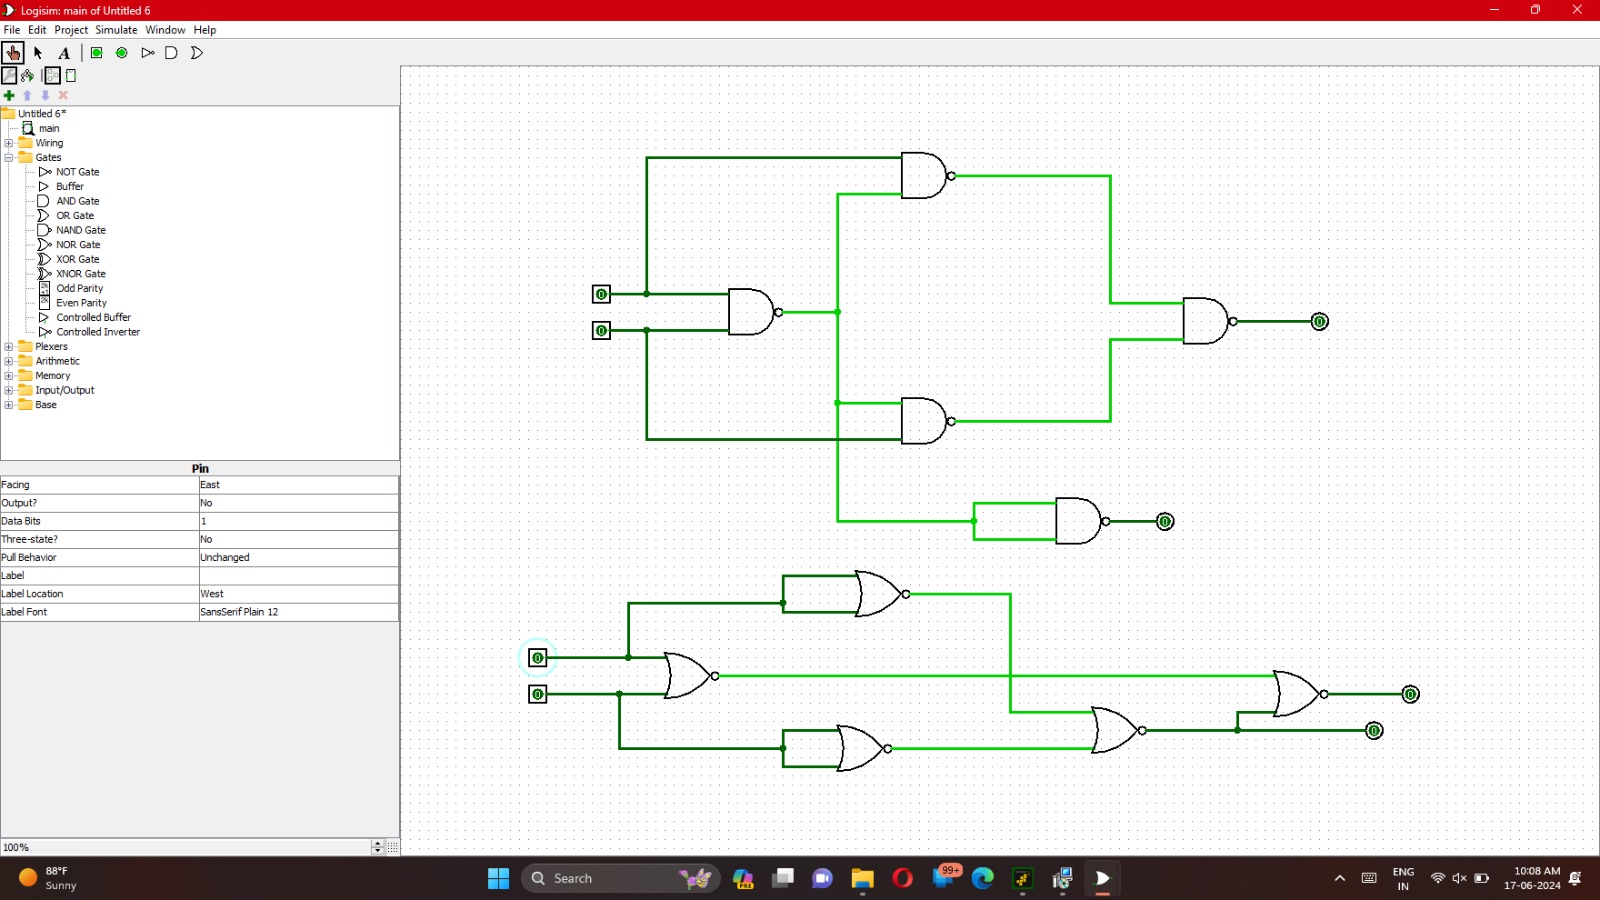 Logisim: main of Untitled 6
File Edit Project Simulate Window Help
A
Untitled 6*
main
Wiring
Gates
NOT Gate
Buffer
AND Gate
OR Gate
NAND Gate
NOR Gate
XOR Gate
XNOR Gate
Odd Parity
Even Parity
Controlled Buffer
Controlled Inverter
Plexers
Arithmetic
Memory
Input/Output
Base
Pin
Facing East
Output? No
Data Bits 1
Three-state? No
Pull Behavior Unchanged
Label
Label Location West
Label Font SansSerif Plain 12
100%
0
0
0
0
0
0
0
0
88°F
Sunny
Search
PRE
99+
ENG
IN
10:08 AM
17-06-2024